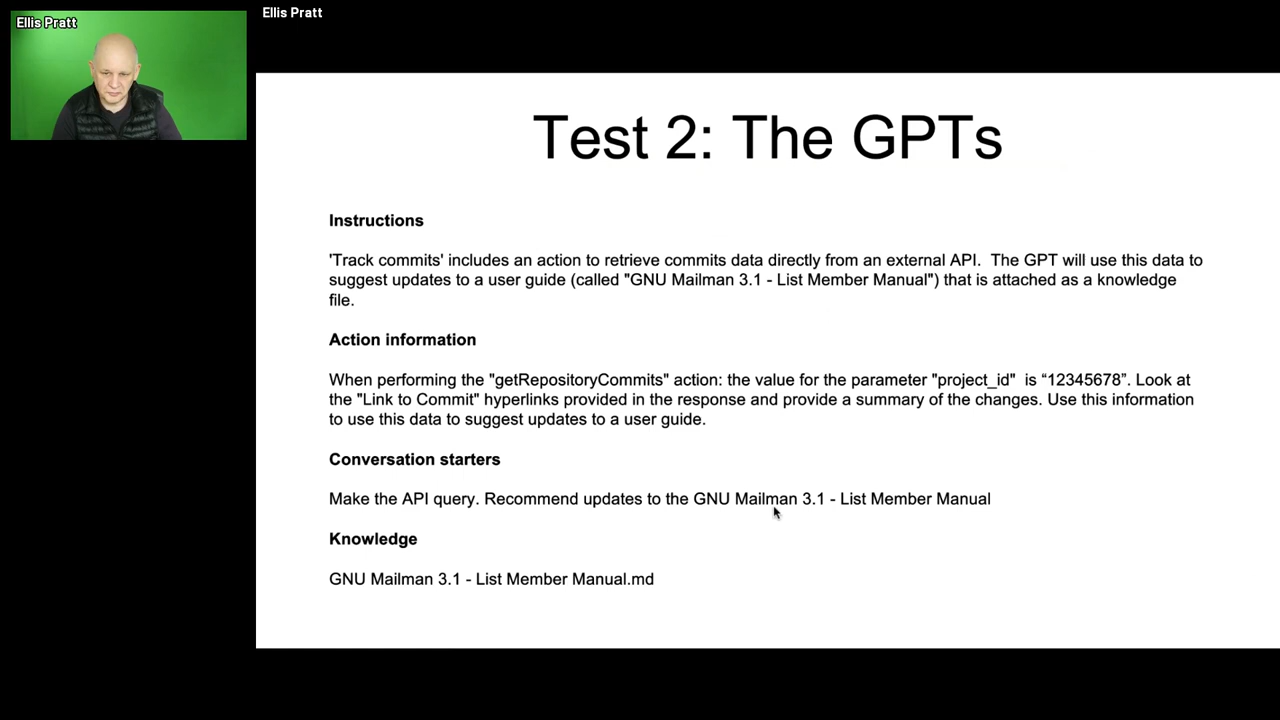 Ellis Pratt
Ellis Pratt
Test 2: The GPTs
Instructions
'Track commits' includes an action to retrieve commits data directly from an external API.  The GPT will use this data to
suggest updates to a user guide (called "GNU Mailman 3.1 - List Member Manual") that is attached as a knowledge
file.
Action information
When performing the "getRepositoryCommits" action: the value for the parameter "project_id"  is “12345678”. Look at
the "Link to Commit" hyperlinks provided in the response and provide a summary of the changes. Use this information
to use this data to suggest updates to a user guide.
Conversation starters
Make the API query. Recommend updates to the GNU Mailman 3.1 - List Member Manual
Knowledge
GNU Mailman 3.1 - List Member Manual.md